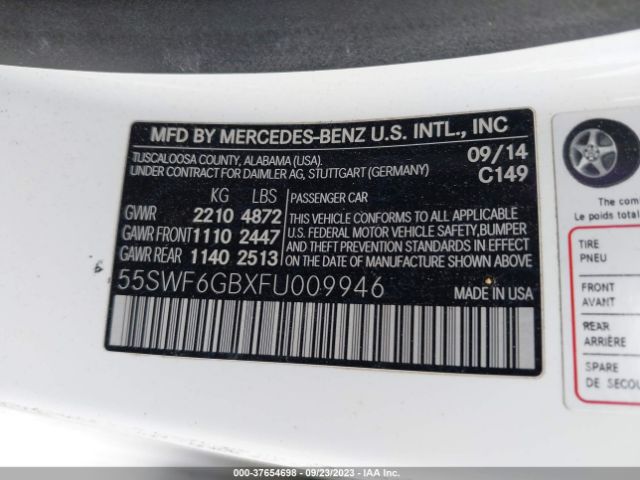 MFD BY MERCEDES-BENZ U.S. INTL., INC
TUSCALOOSA COUNTY, ALABAMA (USA). 09/14
UNDER CONTRACT FOR DAIMLER AG, STUTTGART (GERMANY) C149
KG LBS PASSENGER CAR
GVWR 2210 4872 THIS VEHICLE CONFORMS TO ALL APPLICABLE
GAWR FRONT 1110 2447 U.S. FEDERAL MOTOR VEHICLE SAFETY, BUMPER
GAWR REAR 1140 2513 AND THEFT PREVENTION STANDARDS IN EFFECT
ON THE DATE OF MANUFACTURE SHOWN ABOVE.
55SWF6GBXFU009946 MADE IN USA
The com
Le poids total
TIRE
PNEU
FRONT
AVANT
REAR
ARRIÈRE
SPARE
DE SECOU
000-37654698 - 09/23/2023 - IAA Inc.